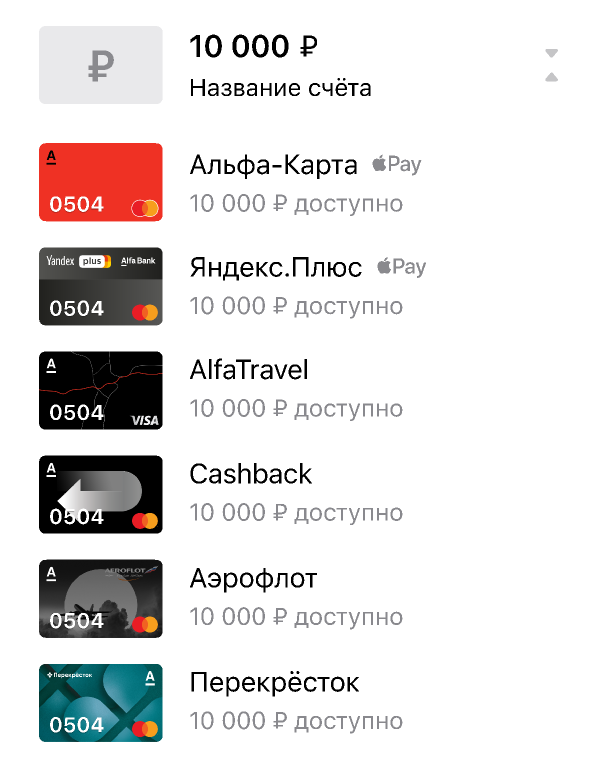 ₽
10 000 ₽
Название счёта
А
0504
Альфа-Карта Pay
10 000 ₽ доступно
Yandex plus Alfa Bank
0504
Яндекс.Плюс Pay
10 000 ₽ доступно
А
0504
VISA
AlfaTravel
10 000 ₽ доступно
А
0504
Cashback
10 000 ₽ доступно
А
AEROFLOT
0504
Аэрофлот
10 000 ₽ доступно
Перекрёсток А
0504
Перекрёсток
10 000 ₽ доступно